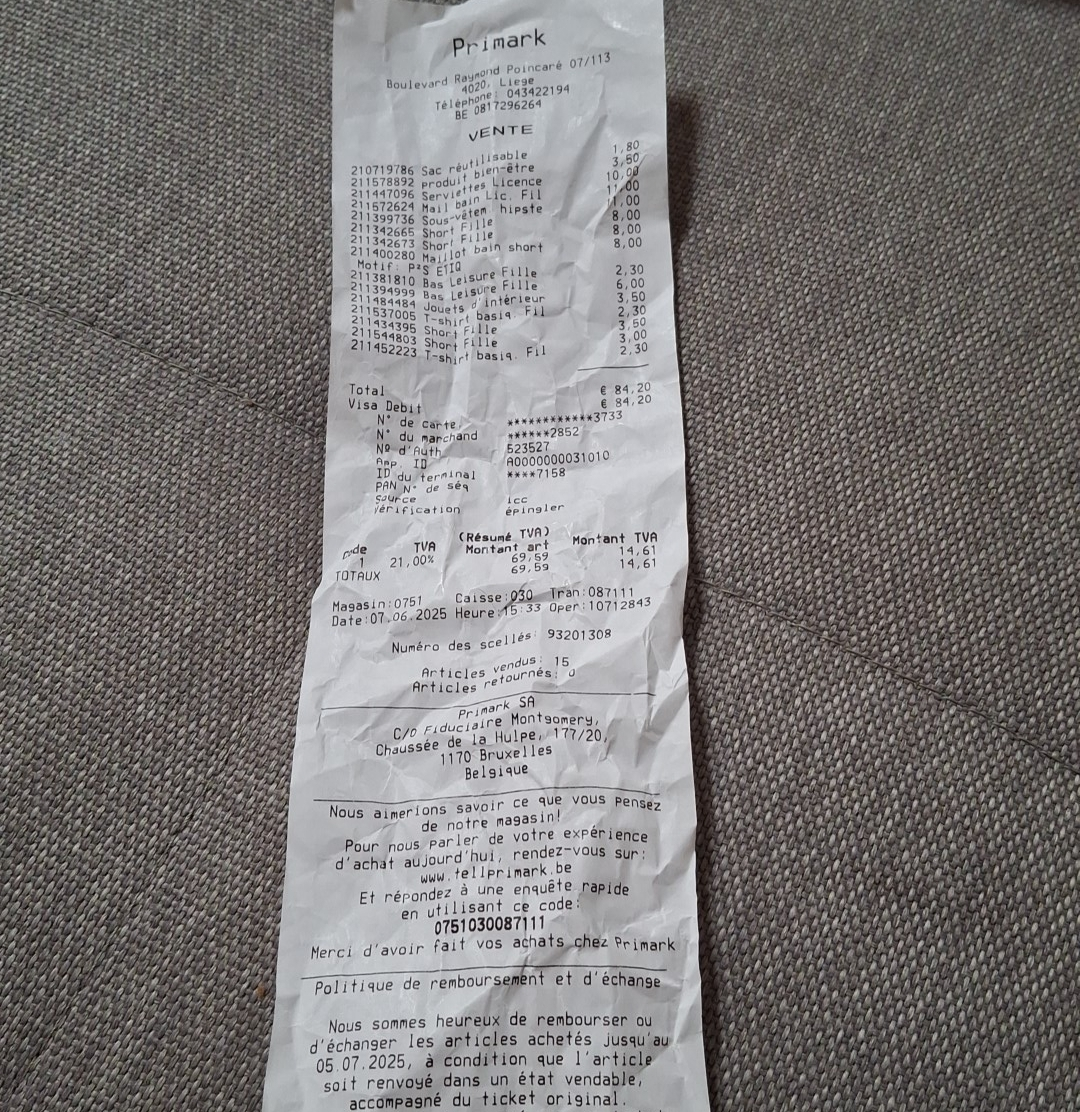 Primark
Boulevard Raymond Poincaré 07/113
4020, Liege
Téléphone: 043422194
BE 0817296264
VENTE
210719786 Sac réutilisable 1,80
211578892 produit bien-être 3,50
211447096 Serviettes Licence 10,00
211572624 Mail bain Lic. Fil 11,00
211399736 Sous-vêtem hipste 11,00
211342665 Short Fille 8,00
211342673 Short Fille 8,00
211400280 Maillot bain short 8,00
Motif: P²S ETIQ
211381810 Bas Leisure Fille 2,30
211394999 Bas Leisure Fille 6,00
211484484 Jouets d'intérieur 3,50
211537005 T-shirt basiq. Fil 2,30
211434395 Short Fille 3,50
211544803 Short Fille 3,00
211452223 T-shirt basiq. Fil 2,30
Total € 84,20
Visa Debit € 84,20
N° de carte ************3733
N° du marchand ******2852
Nº d'Auth 523527
App. ID A0000000031010
ID du terminal ****7158
PAN N° de séq
Source icc
Vérification épingler
(Résumé TVA)
Code TVA Montant art Montant TVA
1 21,00% 69,59 14,61
TOTAUX 69,59 14,61
Magasin:0751 Caisse:030 Tran:087111
Date:07.06.2025 Heure:15:33 Oper:10712843
Numéro des scellés: 93201308
Articles vendus: 15
Articles retournés: 0
Primark SA
C/O Fiduciaire Montgomery,
Chaussée de la Hulpe, 177/20,
1170 Bruxelles
Belgique
Nous aimerions savoir ce que vous pensez
de notre magasin!
Pour nous parler de votre expérience
d'achat aujourd'hui, rendez-vous sur:
www.tellprimark.be
Et répondez à une enquête rapide
en utilisant ce code:
0751030087111
Merci d'avoir fait vos achats chez Primark
Politique de remboursement et d'échange
Nous sommes heureux de rembourser ou
d'échanger les articles achetés jusqu'au
05.07.2025, à condition que l'article
soit renvoyé dans un état vendable,
accompagné du ticket original.